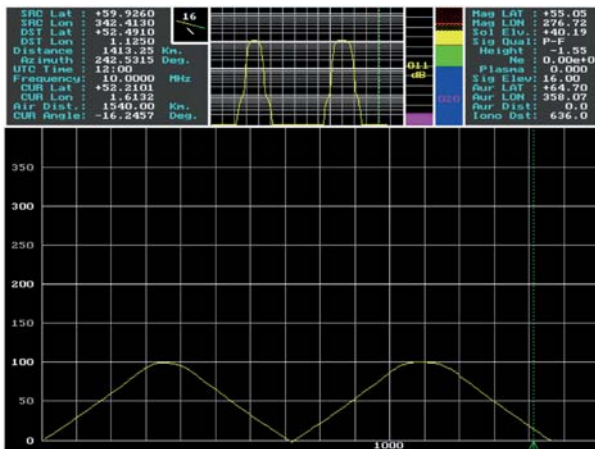 SRC Lat : +59.9260
SRC Lon : 342.4130
DST Lat : +52.4910
DST Lon : 1.1250
Distance : 1413.25 Km.
Azimuth : 242.5315 Deg.
UTC Time : 12:00
Frequency: 10.0000 MHz
CUR Lat : +52.2101
CUR Lon : 1.6132
Air Dist.: 1540.00 Km.
CUR Angle: -16.2457 Deg.
16
011
dB
020
Mag LAT : +55.05
Mag LON : 276.72
Sol Elv.: +40.19
Sig Qual: P-F
Height : -1.55
Ne : 0.00e+0
Plasma : 0.000
Sig Elev: 16.00
Aur LAT : +64.70
Aur LON : 358.07
Aur Dist: 0.0
Iono Dst: 636.0
350
300
250
200
150
100
50
0
1000